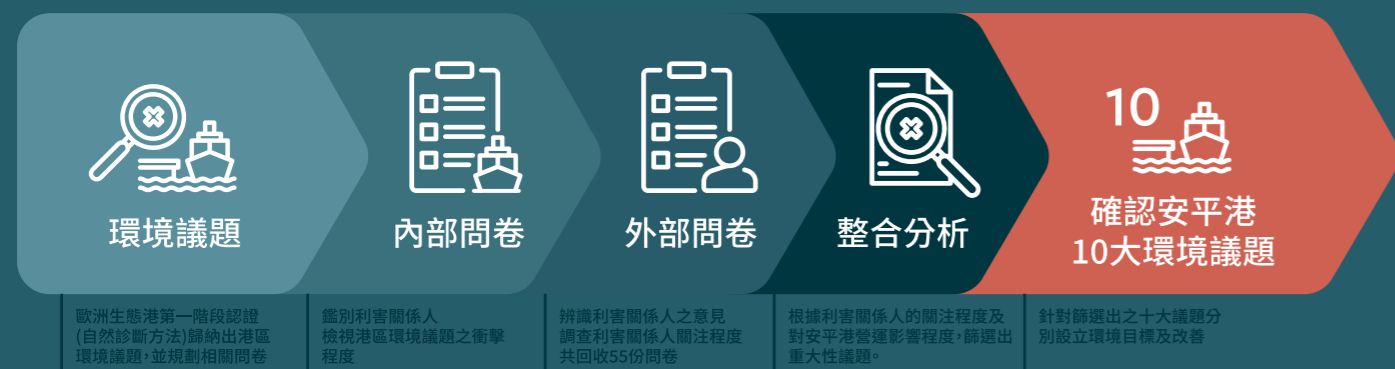 環境議題
內部問卷
外部問卷
整合分析
10
確認安平港
10大環境議題
歐洲生態港第一階段認證
(自然診斷方法)歸納出港區
環境議題,並規劃相關問卷
鑑別利害關係人
檢視港區環境議題之衝擊
程度
辨識利害關係人之意見
調查利害關係人關注程度
共回收55份問卷
根據利害關係人的關注程度及
對安平港營運影響程度,篩選出
重大性議題。
針對篩選出之十大議題分
別設立環境目標及改善